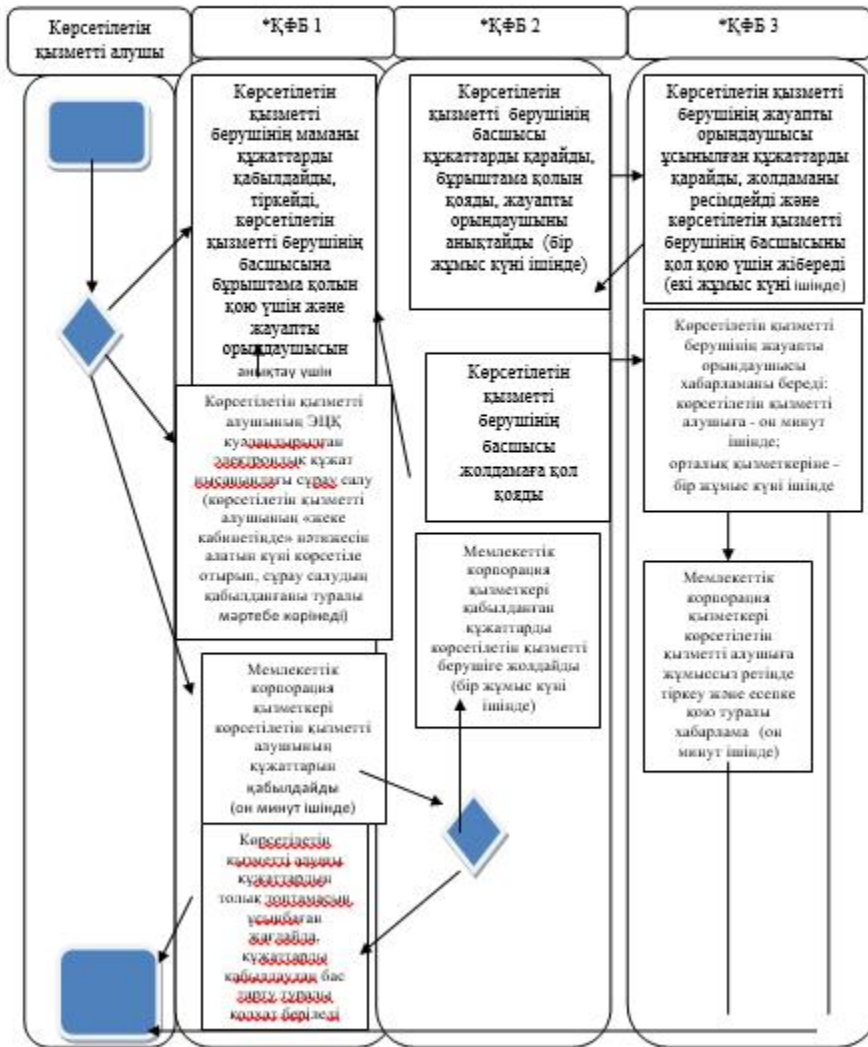 Көрсетілетін
қызметті алушы
*ҚФБ 1
*ҚФБ 2
*ҚФБ 3
Көрсетілетін
қызметті
берушінің маманы
құжаттарды
қабылдайды,
тіркейді,
көрсетілетін
қызметті берушінің
басшысына
бұрыштама қолын
қою үшін және
жауапты
орындаушысын
анықтау үшін
Көрсетілетін қызметті
алушының ЭЦҚ
куәландырылған
электрондық құжат
нысанындағы сұрау салу
(көрсетілетін қызметті
алушының «жеке
кабинетінде» нәтижесін
алатын күні көрсетіле
отырып, сұрау салудың
қабылданғаны туралы
мәртебе көрінеді)
Мемлекеттік
корпорация
қызметкері
көрсетілетін қызметті
алушының
құжаттарын
қабылдайды
(он минут ішінде)
Көрсетілетін
қызметті алушы
құжаттардың
толық топтамасын
ұсынбаған
жағдайда,
құжаттарды
қабылдаудан бас
тарту туралы
қолхат беріледі
Көрсетілетін
қызметті берушінің
басшысы
құжаттарды қарайды,
бұрыштама қолын
қояды, жауапты
орындаушыны
анықтайды (бір
жұмыс күні ішінде)
Көрсетілетін
қызметті
берушінің
басшысы
жолдамаға қол
қояды
Мемлекеттік
корпорация
қызметкері
қабылданған
құжаттарды
көрсетілетін қызметті
берушіге жолдайды
(бір жұмыс күні
ішінде)
Көрсетілетін қызметті
берушінің жауапты
орындаушысы
ұсынылған құжаттарды
қарайды, жолдаманы
ресімдейді және
көрсетілетін қызметті
берушінің басшысыны
қол қою үшін жібереді
(екі жұмыс күні ішінде)
Көрсетілетін қызметті
берушінің жауапты
орындаушысы
хабарламаны береді:
көрсетілетін қызметті
алушыға - он минут
ішінде;
орталық қызметкеріне -
бір жұмыс күні ішінде
Мемлекеттік
корпорация
қызметкері
көрсетілетін
қызметті алушыға
жұмыссыз ретінде
тіркеу және есепке
қою туралы
хабарлама (он
минут ішінде)